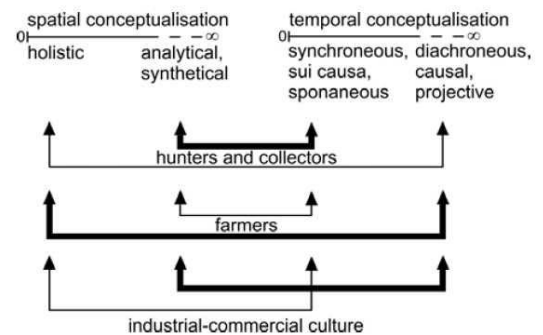 spatial conceptualisation
0 ∞
holistic
analytical,
synthetical
temporal conceptualisation
0 ∞
synchroneous,
sui causa,
sponaneous
diachroneous,
causal,
projective
hunters and collectors
farmers
industrial-commercial culture